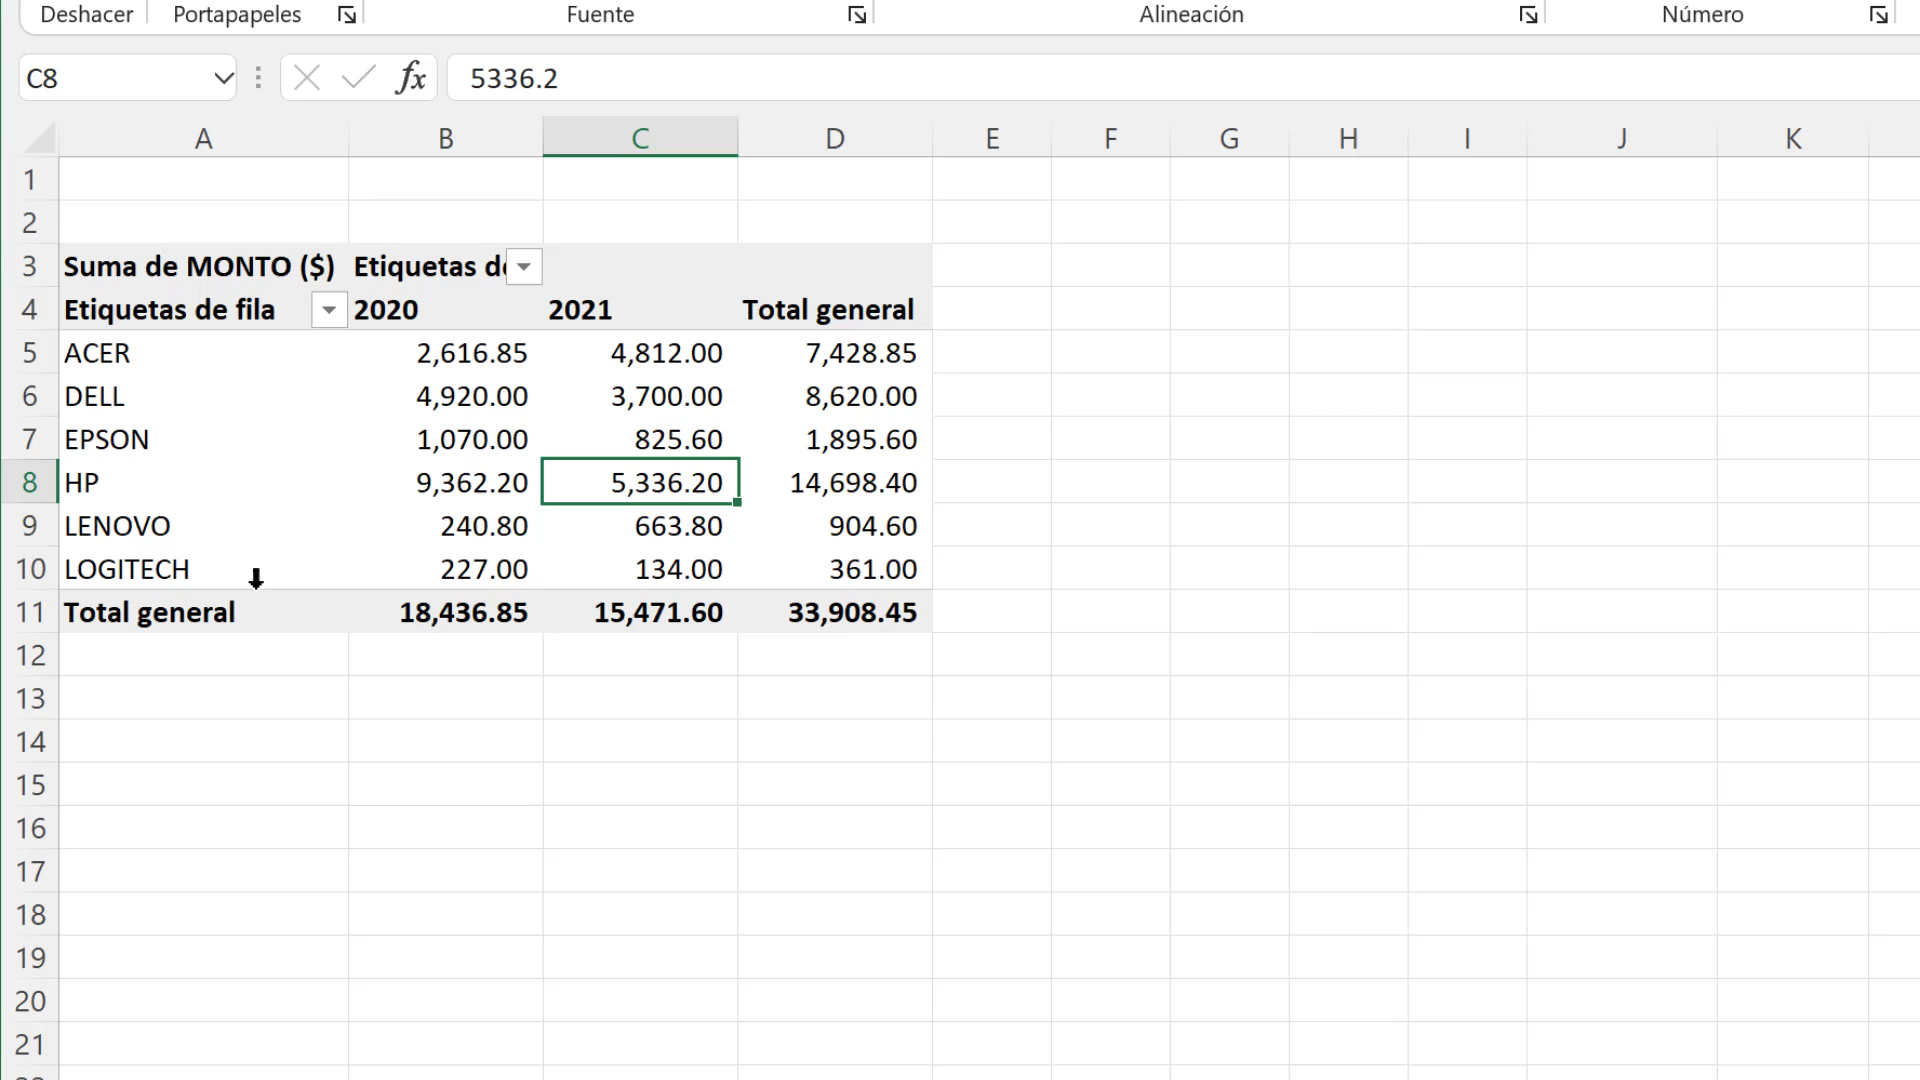 Deshacer Portapapeles Fuente Alineación Número
C8 fx 5336.2
A B C D E F G H I J K
1
2
3 Suma de MONTO ($) Etiquetas de
4 Etiquetas de fila 2020 2021 Total general
5 ACER 2,616.85 4,812.00 7,428.85
6 DELL 4,920.00 3,700.00 8,620.00
7 EPSON 1,070.00 825.60 1,895.60
8 HP 9,362.20 5,336.20 14,698.40
9 LENOVO 240.80 663.80 904.60
10 LOGITECH 227.00 134.00 361.00
11 Total general 18,436.85 15,471.60 33,908.45
12
13
14
15
16
17
18
19
20
21